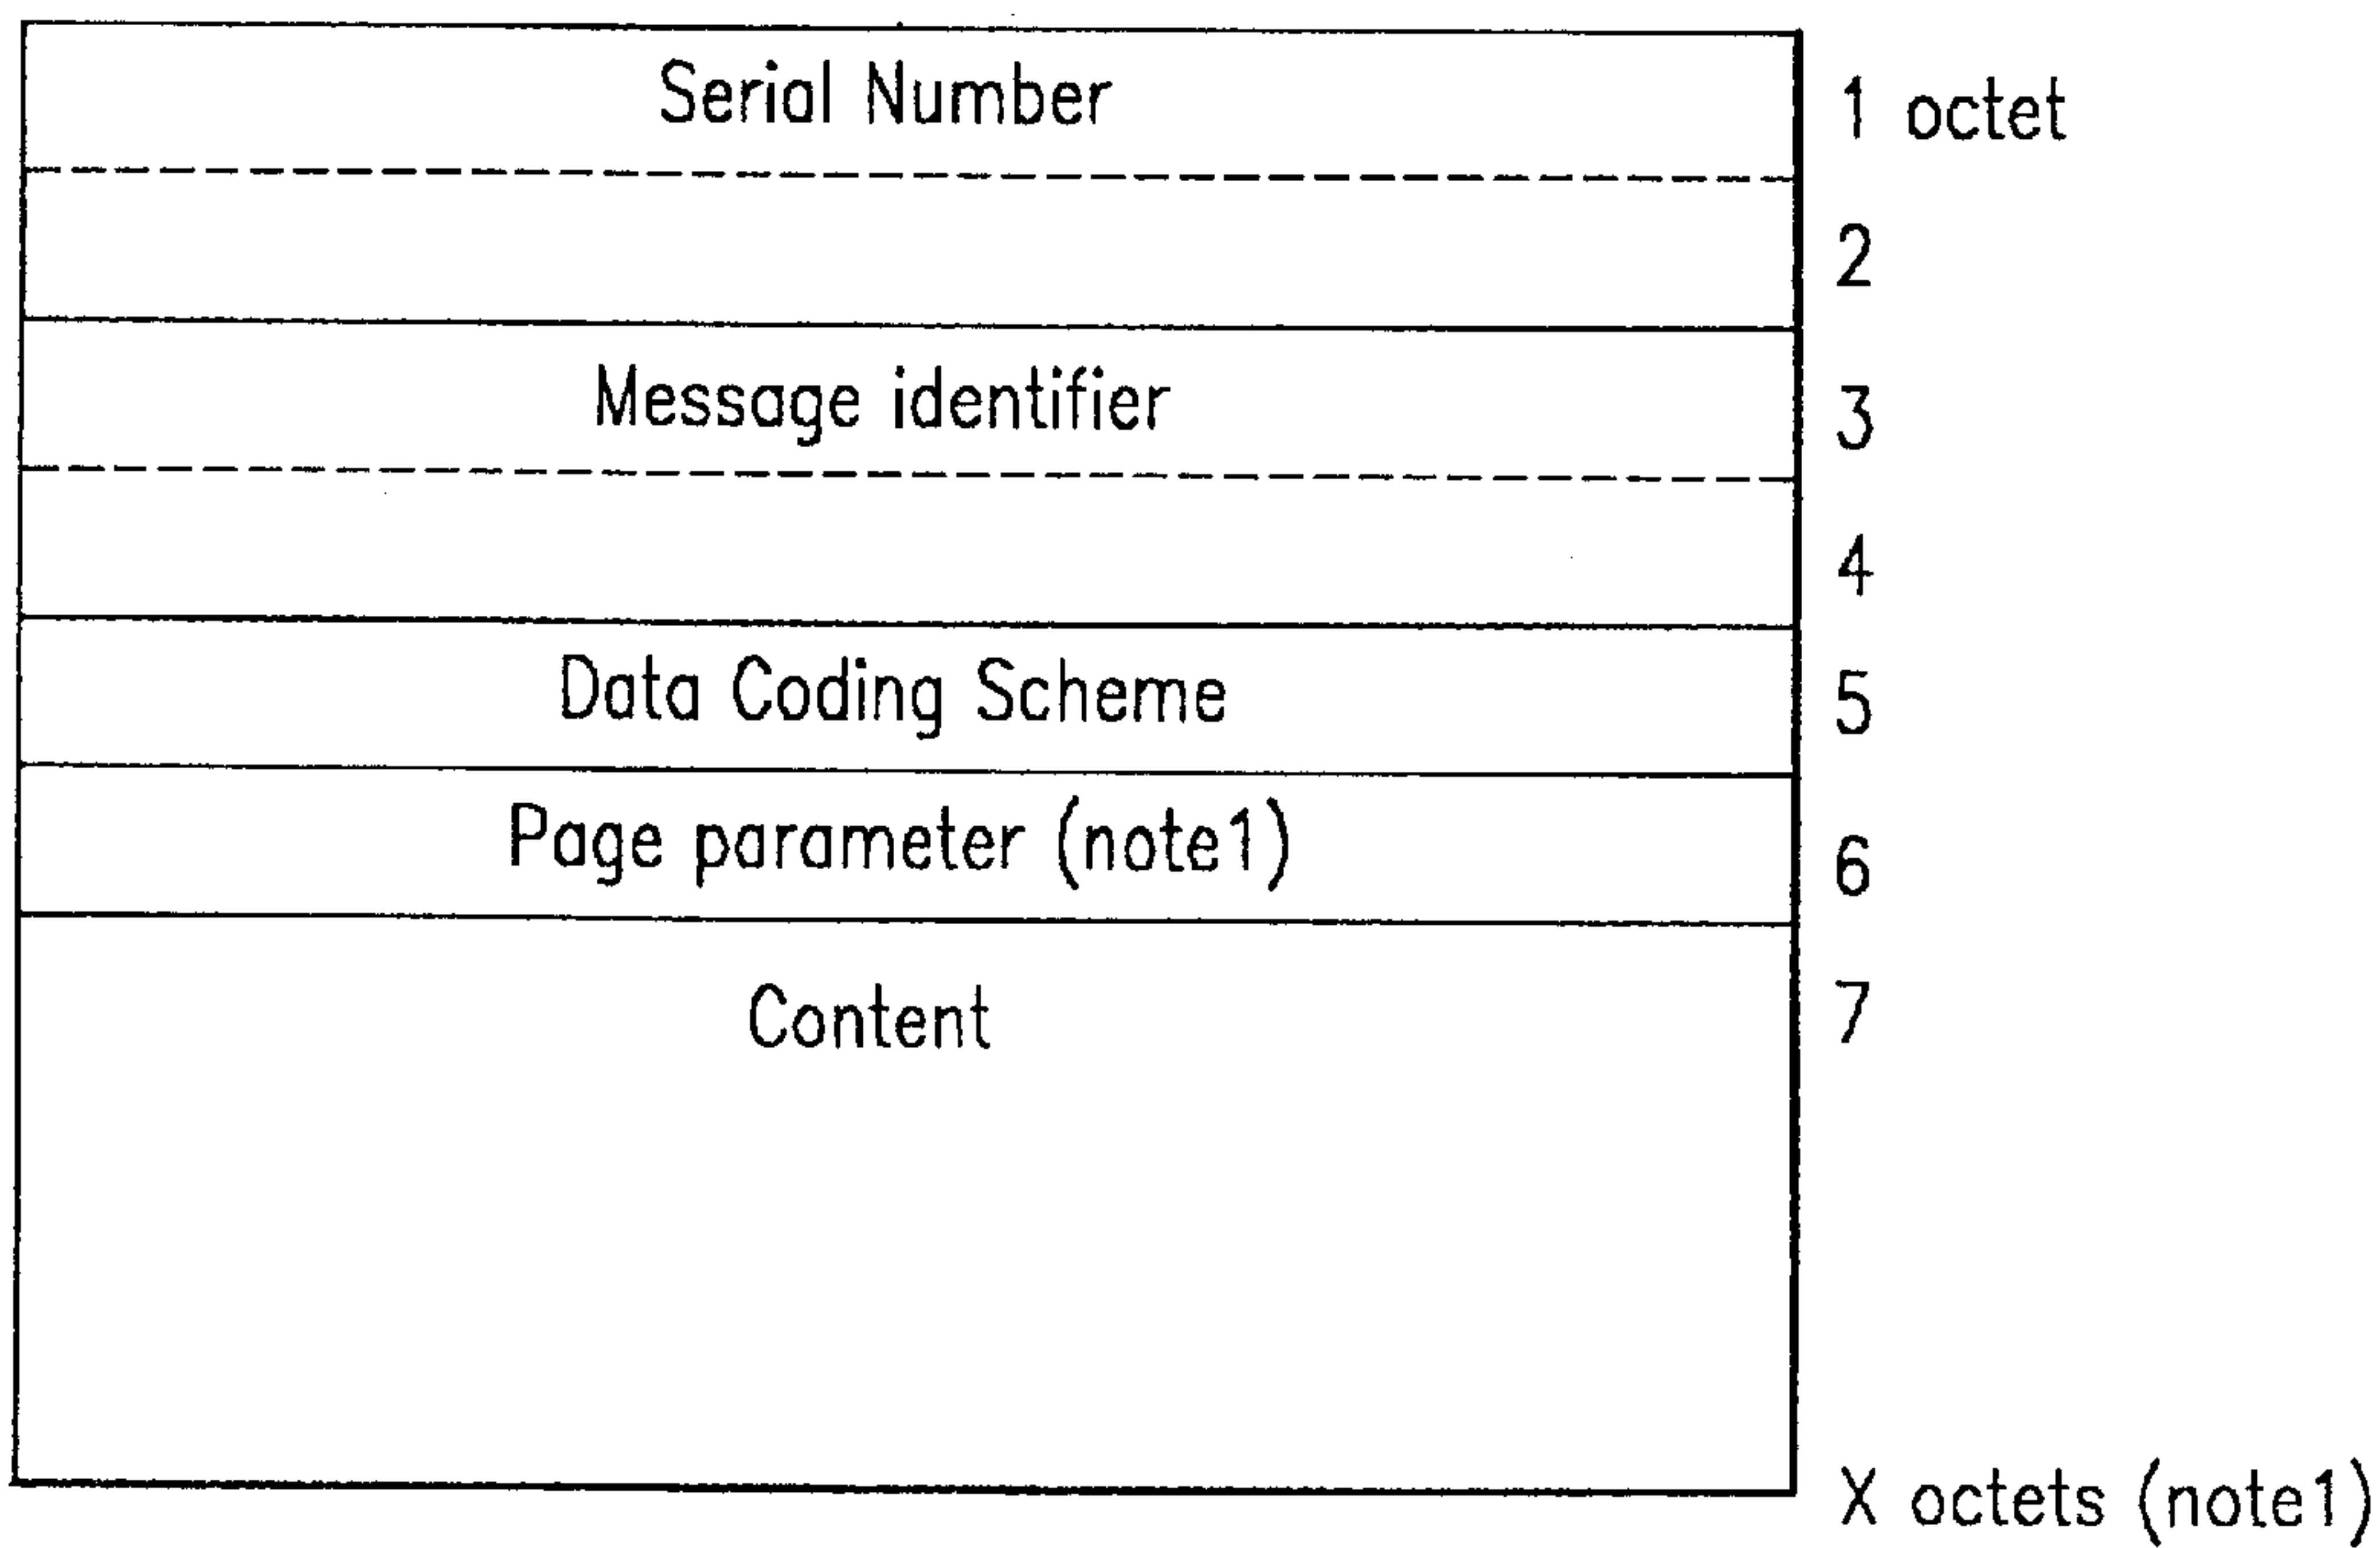 Serial Number 1 octet
2
Message identifier 3
4
Data Coding Scheme 5
Page parameter (note1) 6
Content 7
X octets (note1)